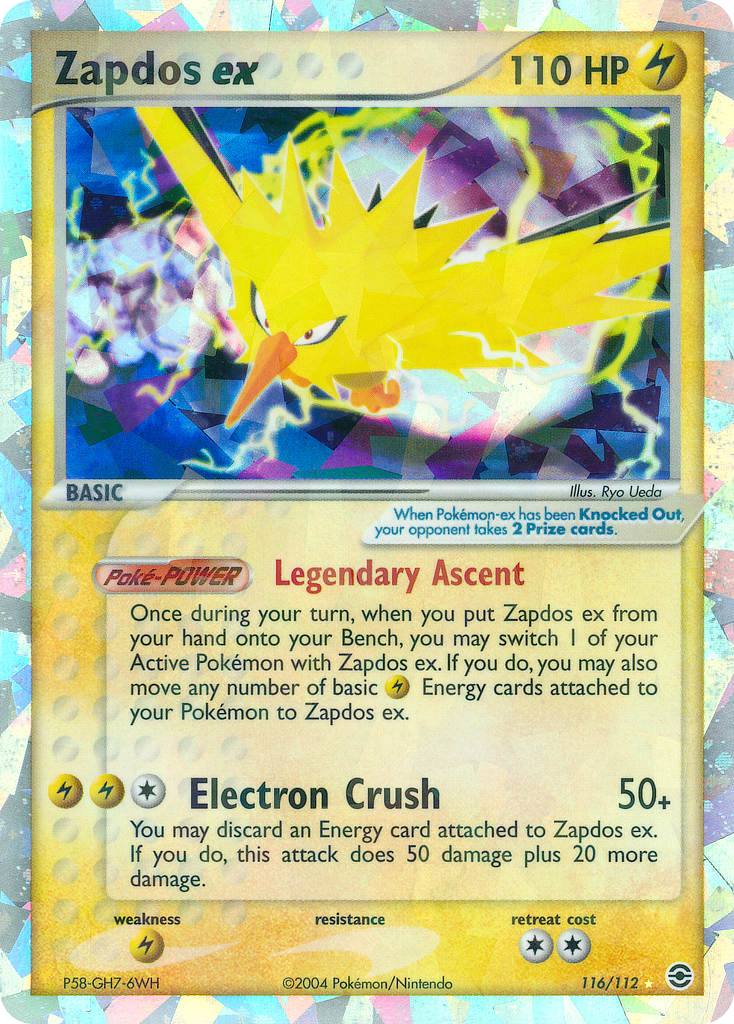 Zapdos ex 110 HP
BASIC
Illus. Ryo Ueda
When Pokémon-ex has been Knocked Out,
your opponent takes 2 Prize cards.
Poké-POWER Legendary Ascent
Once during your turn, when you put Zapdos ex from
your hand onto your Bench, you may switch 1 of your
Active Pokémon with Zapdos ex. If you do, you may also
move any number of basic Energy cards attached to
your Pokémon to Zapdos ex.
Electron Crush 50+
You may discard an Energy card attached to Zapdos ex.
If you do, this attack does 50 damage plus 20 more
damage.
weakness resistance retreat cost
P58-GH7-6WH ©2004 Pokémon/Nintendo 116/112